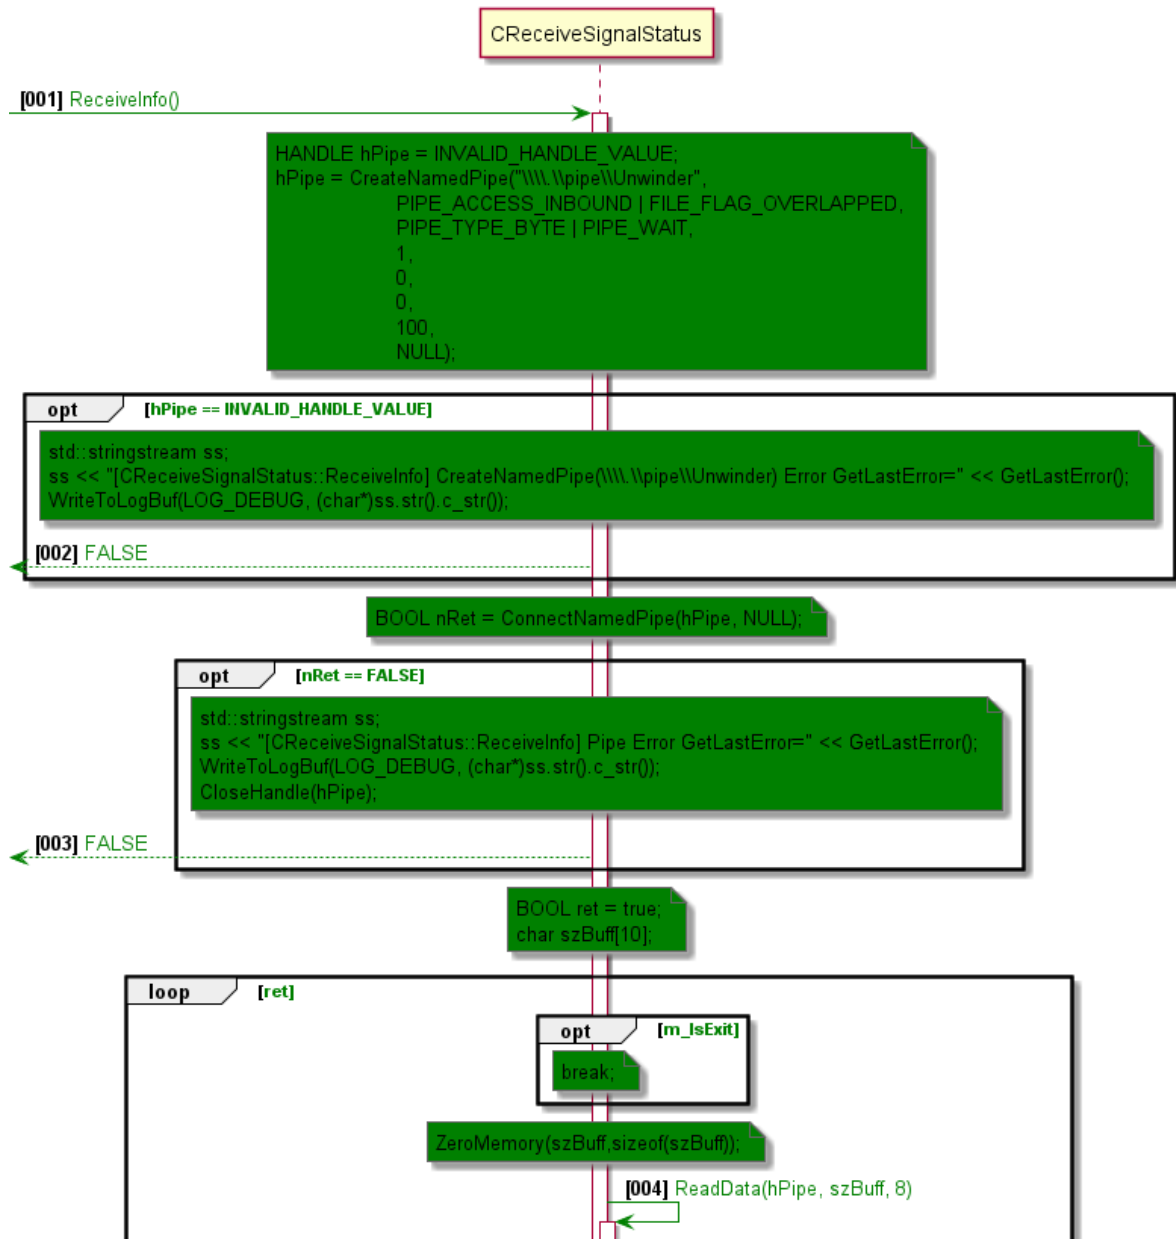 CReceiveSignalStatus
[001] ReceiveInfo()
HANDLE hPipe = INVALID_HANDLE_VALUE;
hPipe = CreateNamedPipe("\\\\.\\pipe\\Unwinder",
PIPE_ACCESS_INBOUND | FILE_FLAG_OVERLAPPED,
PIPE_TYPE_BYTE | PIPE_WAIT,
1,
0,
0,
100,
NULL);
opt [hPipe == INVALID_HANDLE_VALUE]
std::stringstream ss;
ss << "[CReceiveSignalStatus::ReceiveInfo] CreateNamedPipe(\\\\.\\pipe\\Unwinder) Error GetLastError=" << GetLastError();
WriteToLogBuf(LOG_DEBUG, (char*)ss.str().c_str());
[002] FALSE
BOOL nRet = ConnectNamedPipe(hPipe, NULL);
opt [nRet == FALSE]
std::stringstream ss;
ss << "[CReceiveSignalStatus::ReceiveInfo] Pipe Error GetLastError=" << GetLastError();
WriteToLogBuf(LOG_DEBUG, (char*)ss.str().c_str());
CloseHandle(hPipe);
[003] FALSE
BOOL ret = true;
char szBuff[10];
loop [ret]
opt [m_IsExit]
break;
ZeroMemory(szBuff,sizeof(szBuff));
[004] ReadData(hPipe, szBuff, 8)